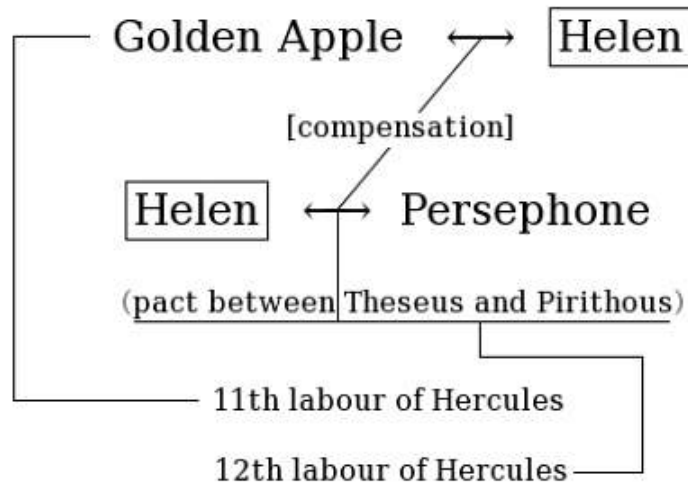 Golden Apple ↔ Helen
[compensation]
Helen ↔ Persephone
(pact between Theseus and Pirithous)
11th labour of Hercules
12th labour of Hercules